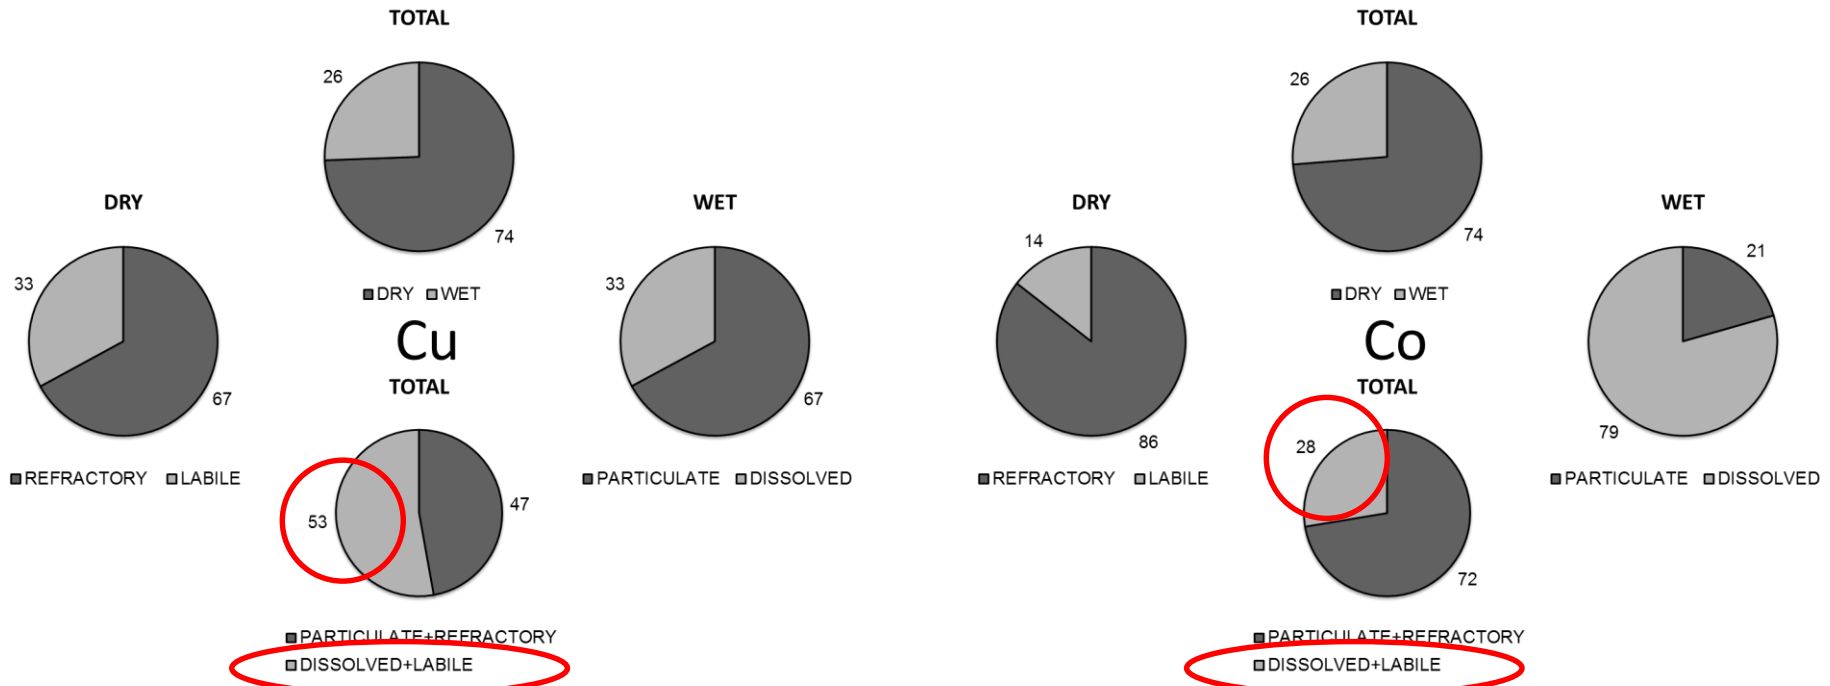 TOTAL
26
74
DRY WET
DRY
33
67
REFRACTORY LABILE
WET
33
67
PARTICULATE DISSOLVED
Cu
TOTAL
53
47
PARTICULATE+REFRACTORY
DISSOLVED+LABILE
TOTAL
26
74
DRY WET
DRY
14
86
REFRACTORY LABILE
WET
21
79
PARTICULATE DISSOLVED
Co
TOTAL
28
72
PARTICULATE+REFRACTORY
DISSOLVED+LABILE